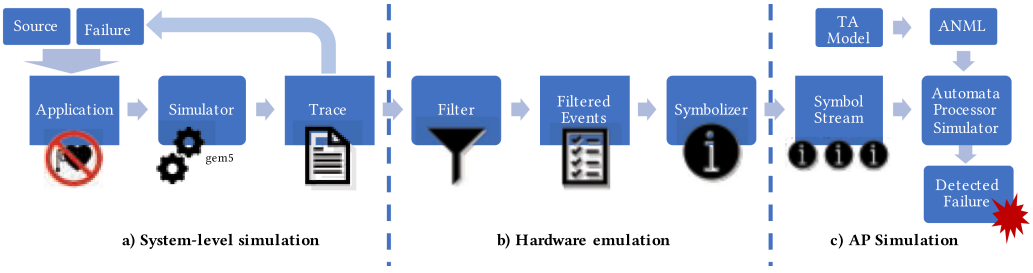 Source
Failure
Application
Simulator
gem5
Trace
a) System-level simulation
Filter
Filtered
Events
Symbolizer
b) Hardware emulation
TA
Model
ANML
Symbol
Stream
Automata
Processor
Simulator
Detected
Failure
c) AP Simulation